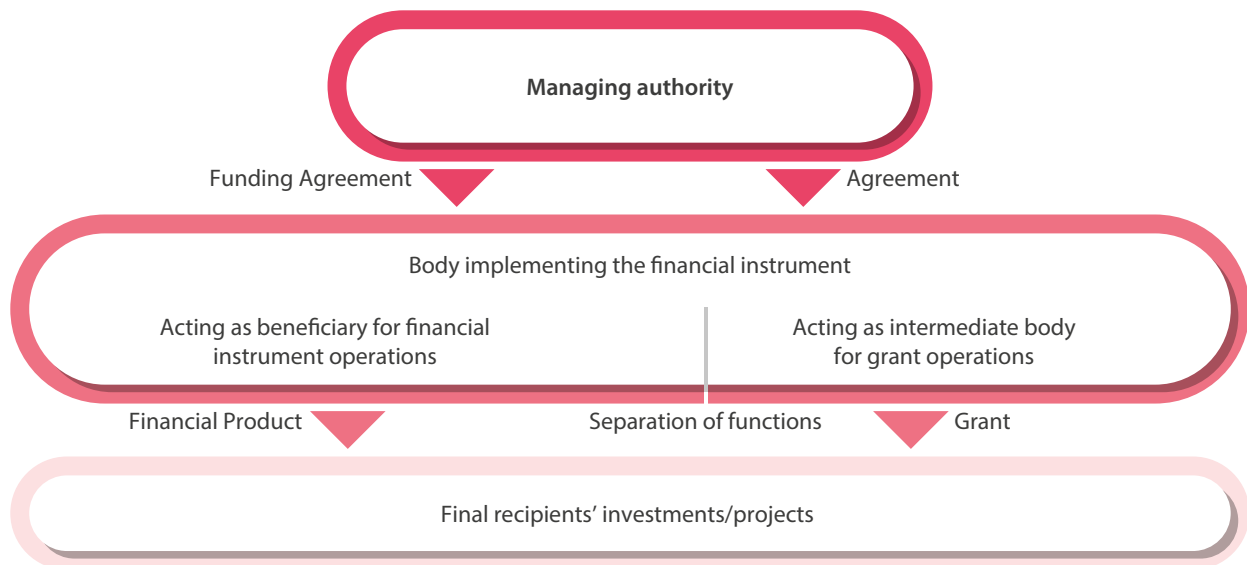 Managing authority
Funding Agreement
Agreement
Body implementing the financial instrument
Acting as beneficiary for financial
instrument operations
Acting as intermediate body
for grant operations
Financial Product
Separation of functions
Grant
Final recipients’ investments/projects